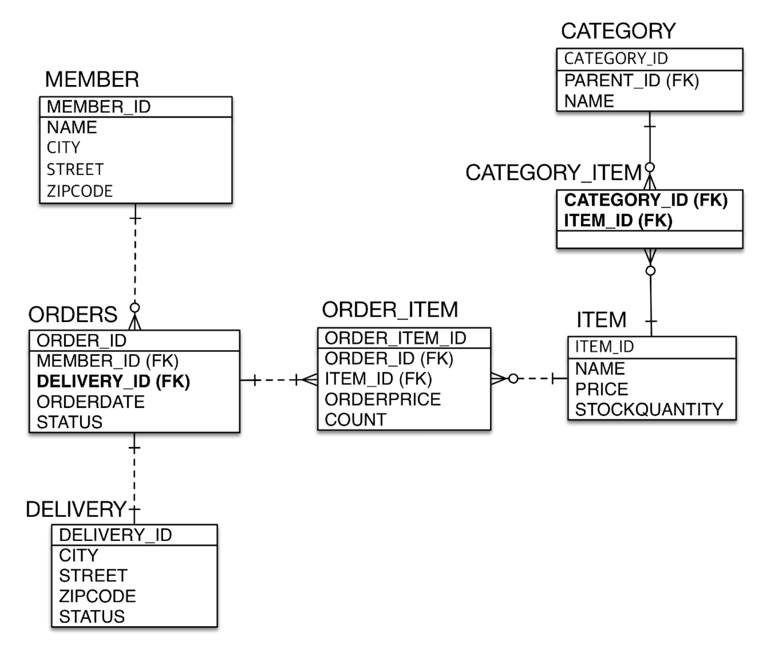 CATEGORY
CATEGORY_ID
PARENT_ID (FK)
NAME
MEMBER
MEMBER_ID
NAME
CITY
STREET
ZIPCODE
CATEGORY_ITEM
CATEGORY_ID (FK)
ITEM_ID (FK)
ORDERS
ORDER_ID
MEMBER_ID (FK)
DELIVERY_ID (FK)
ORDERDATE
STATUS
ORDER_ITEM
ORDER_ITEM_ID
ORDER_ID (FK)
ITEM_ID (FK)
ORDERPRICE
COUNT
ITEM
ITEM_ID
NAME
PRICE
STOCKQUANTITY
DELIVERY
DELIVERY_ID
CITY
STREET
ZIPCODE
STATUS